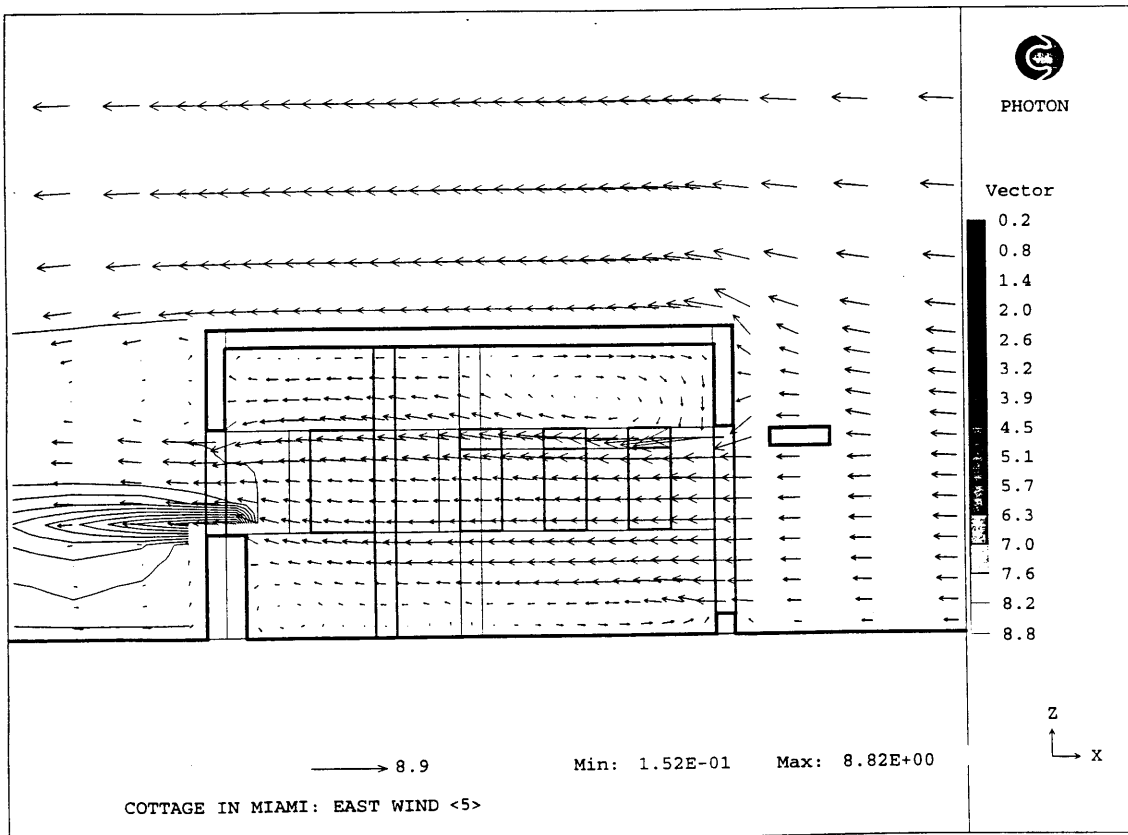 PHOTON
Vector
0.2
0.8
1.4
2.0
2.6
3.2
3.9
4.5
5.1
5.7
6.3
7.0
7.6
8.2
8.8
Z
X
8.9 Min: 1.52E-01 Max: 8.82E+00
COTTAGE IN MIAMI: EAST WIND <5>